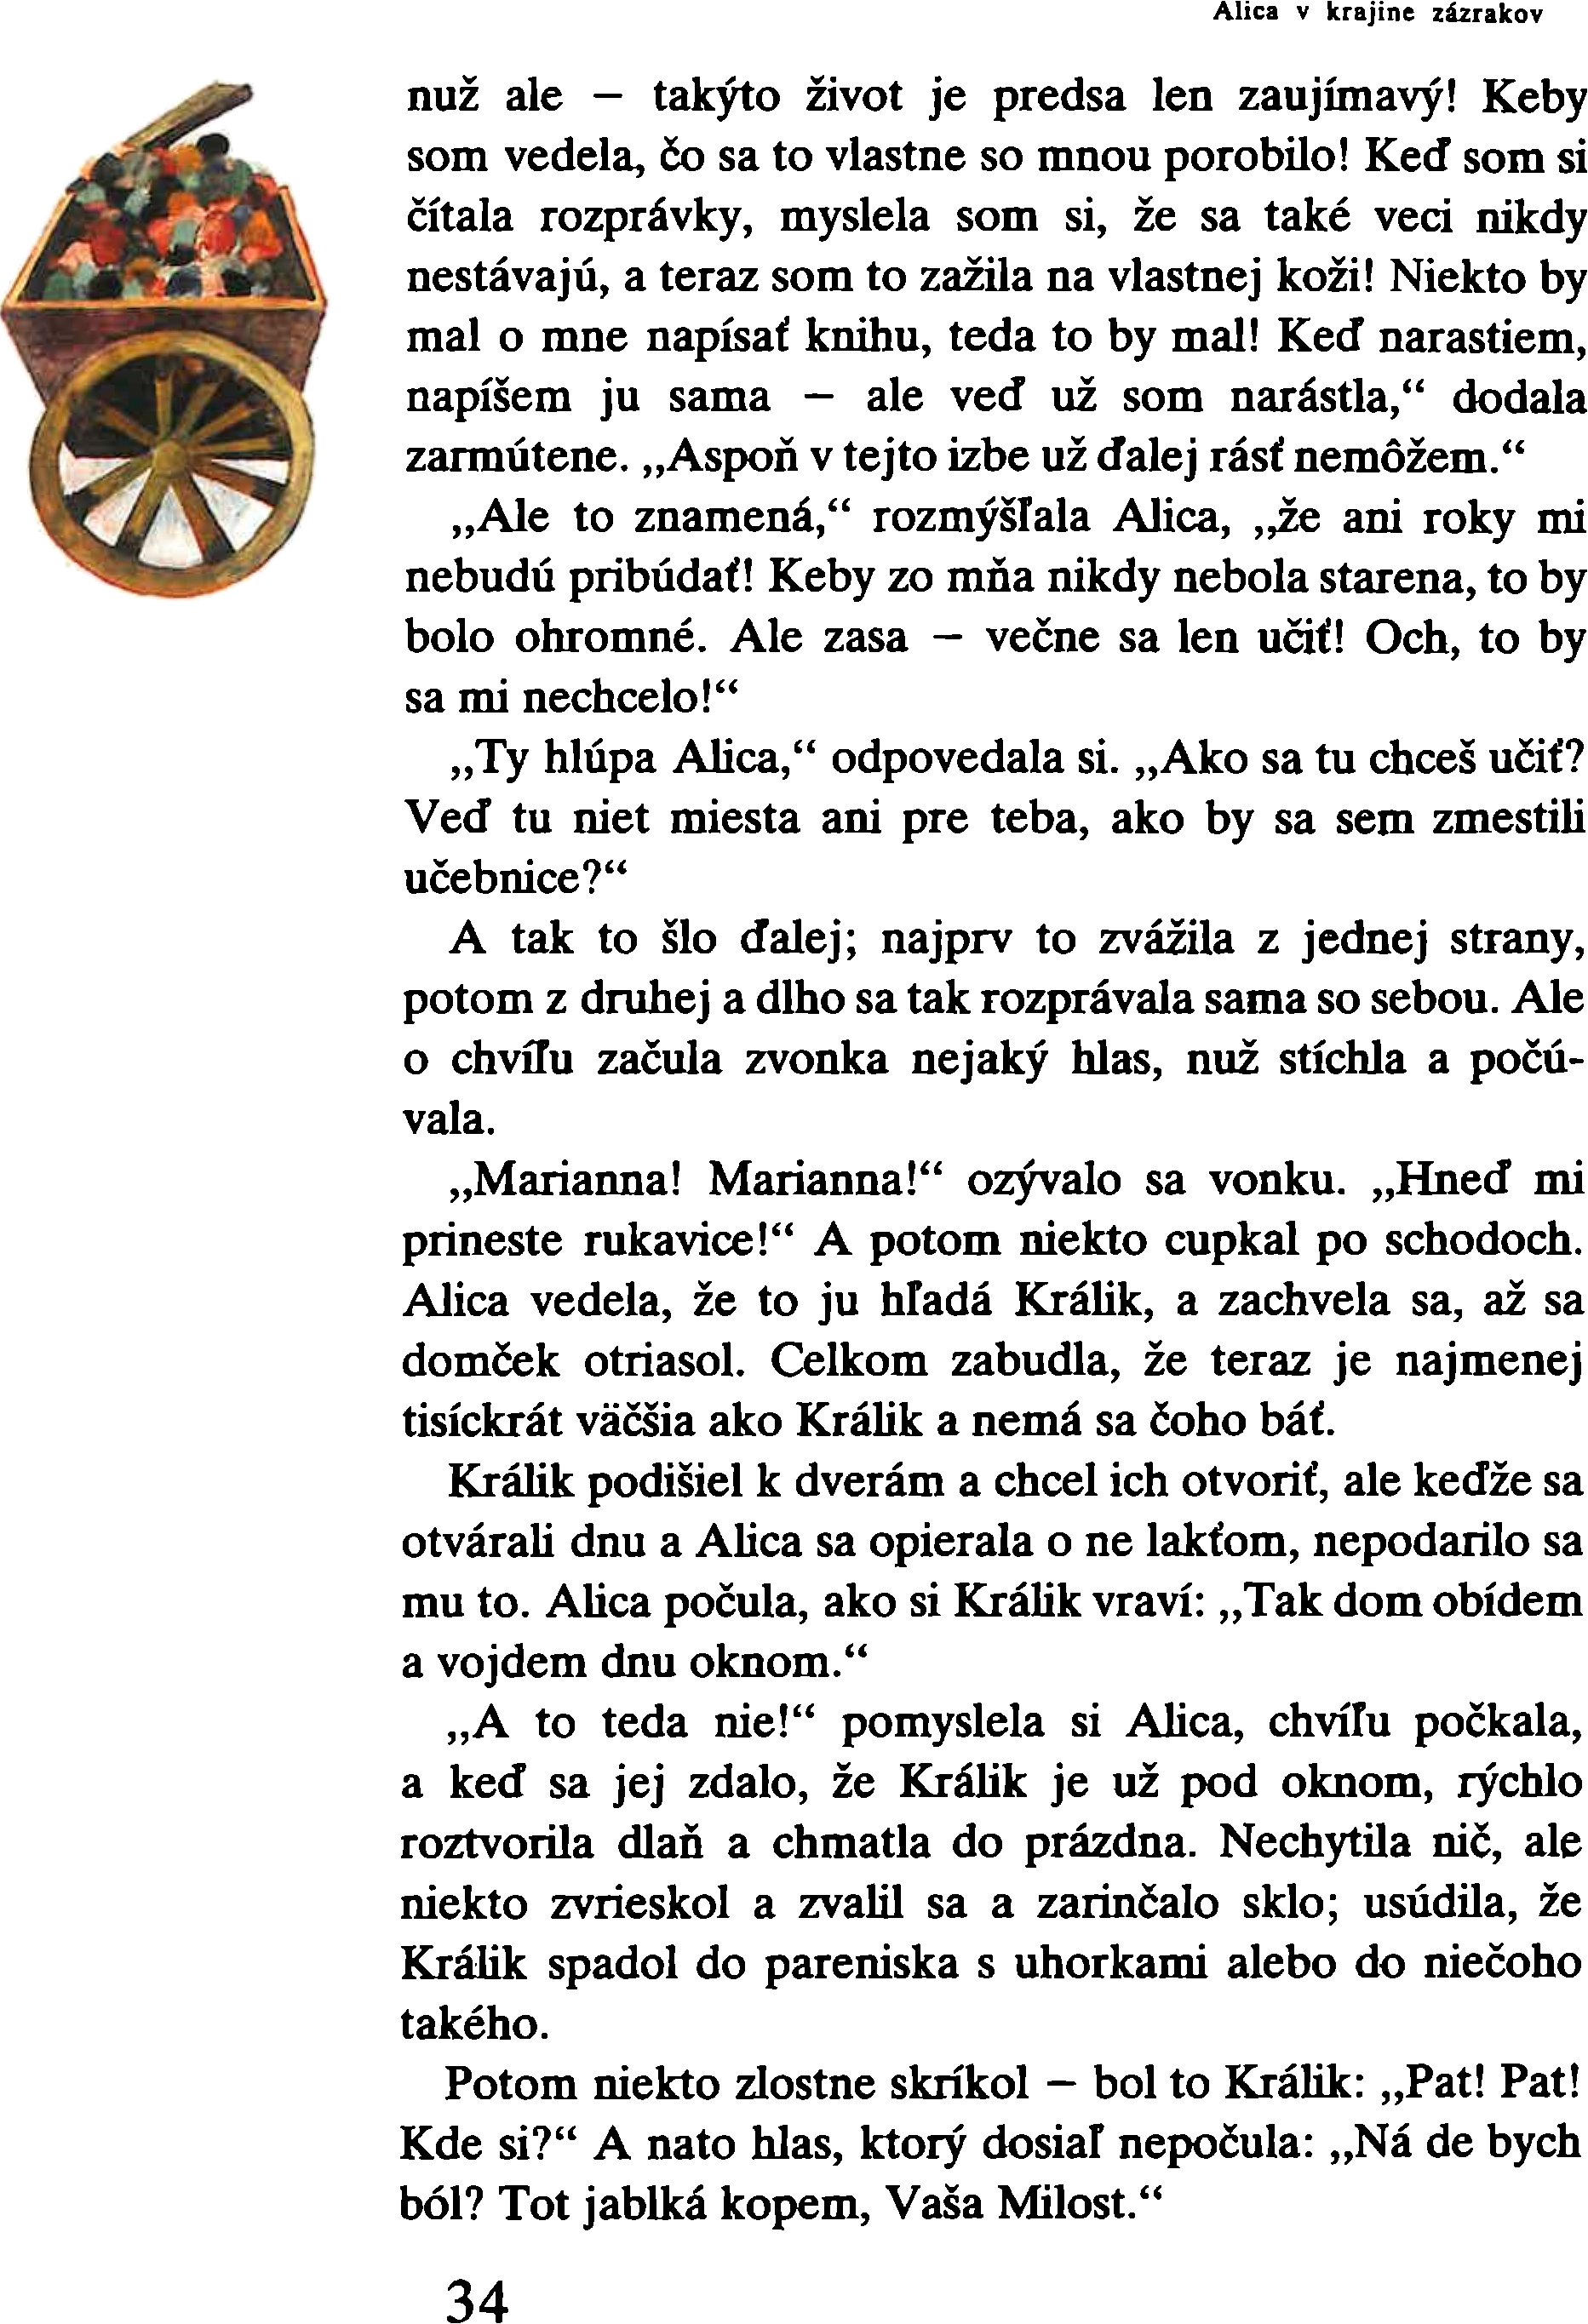 Alica v krajine zázrakov
nuž ale – takýto život je predsa len zaujímavý! Keby
som vedela, čo sa to vlastne so mnou porobilo! Keď som si
čítala rozprávky, myslela som si, že sa také veci nikdy
nestávajú, a teraz som to zažila na vlastnej koži! Niekto by
mal o mne napísať knihu, teda to by mal! Keď narastiem,
napíšem ju sama – ale veď už som narástla,“ dodala
zarmútene. „Aspoň v tejto izbe už ďalej rásť nemôžem.“
„Ale to znamená,“ rozmýšľala Alica, „že ani roky mi
nebudú pribúdať! Keby zo mňa nikdy nebola starena, to by
bolo ohromné. Ale zasa – večne sa len učiť! Och, to by
sa mi nechcelo!“
„Ty hlúpa Alica,“ odpovedala si. „Ako sa tu chceš učiť?
Veď tu niet miesta ani pre teba, ako by sa sem zmestili
učebnice?“
A tak to šlo ďalej; najprv to zvážila z jednej strany,
potom z druhej a dlho sa tak rozprávala sama so sebou. Ale
o chvíľu začula zvonka nejaký hlas, nuž stíchla a počú-
vala.
„Marianna! Marianna!“ ozývalo sa vonku. „Hneď mi
prineste rukavice!“ A potom niekto cupkal po schodoch.
Alica vedela, že to ju hľadá Králik, a zachvela sa, až sa
domček otriasol. Celkom zabudla, že teraz je najmenej
tisíckrát väčšia ako Králik a nemá sa čoho báť.
Králik podišiel k dverám a chcel ich otvoriť, ale keďže sa
otvárali dnu a Alica sa opierala o ne lakťom, nepodarilo sa
mu to. Alica počula, ako si Králik vraví: „Tak dom obídem
a vojdem dnu oknom.“
„A to teda nie!“ pomyslela si Alica, chvíľu počkala,
a keď sa jej zdalo, že Králik je už pod oknom, rýchlo
roztvorila dlaň a chmatla do prázdna. Nechytila nič, ale
niekto zvrieskol a zvalil sa a zarinčalo sklo; usúdila, že
Králik spadol do pareniska s uhorkami alebo do niečoho
takého.
Potom niekto zlostne skríkol – bol to Králik: „Pat! Pat!
Kde si?“ A nato hlas, ktorý dosiaľ nepočula: „Ná de bych
ból? Tot jablká kopem, Vaša Milost.“
34